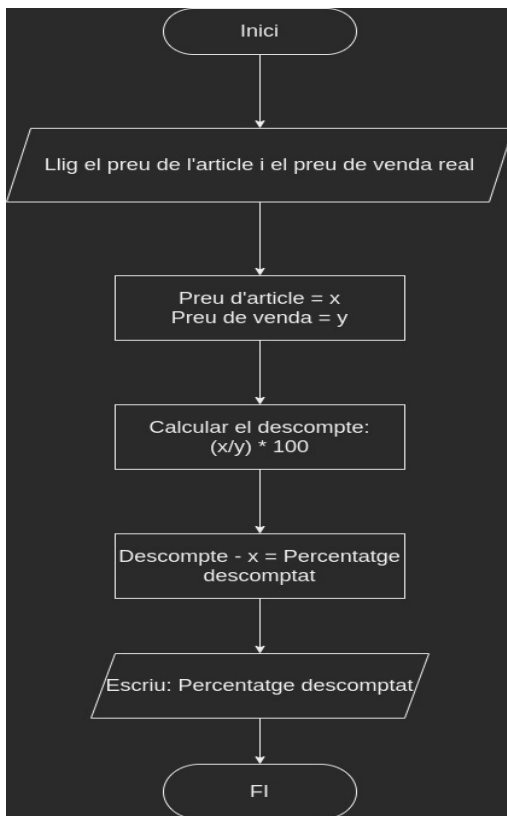 Inici
Llig el preu de l'article i el preu de venda real
Preu d'article = x
Preu de venda = y
Calcular el descompte:
(x/y) * 100
Descompte - x = Percentatge
descomptat
Escriu: Percentatge descomptat
FI